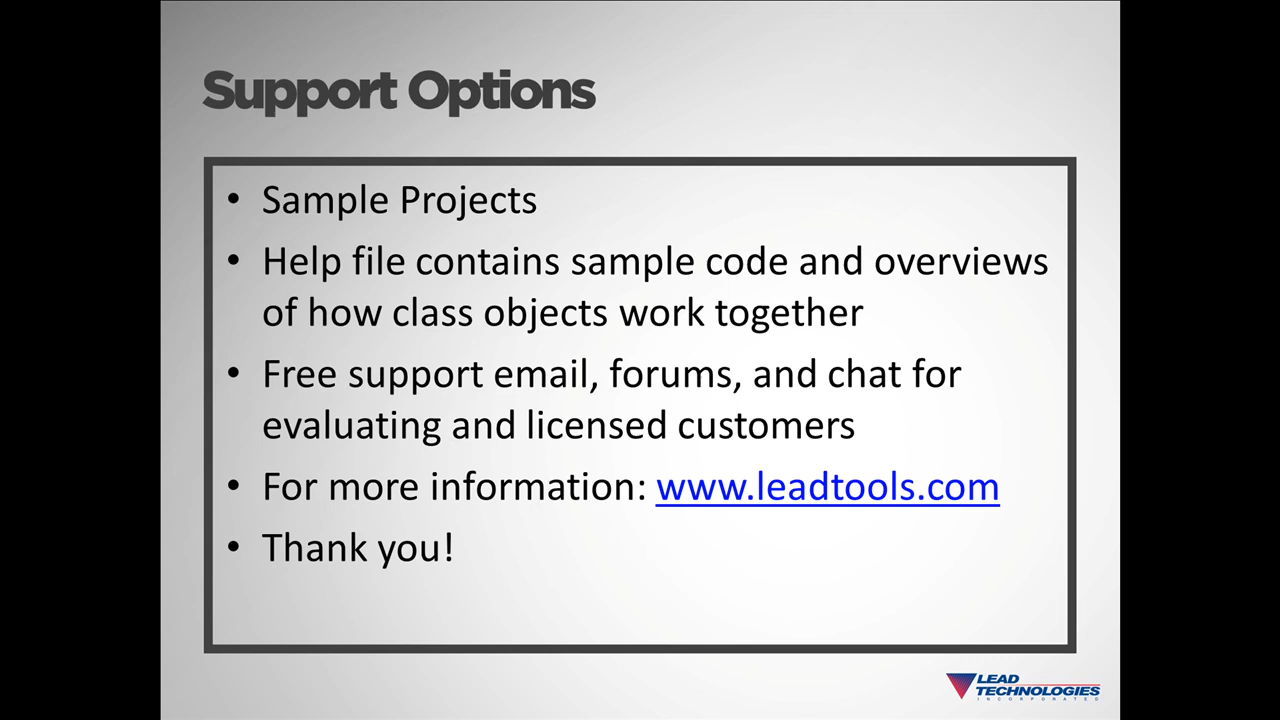 Support Options
• Sample Projects
• Help file contains sample code and overviews
of how class objects work together
• Free support email, forums, and chat for
evaluating and licensed customers
• For more information: www.leadtools.com
• Thank you!
LEAD
TECHNOLOGIES
INCORPORATED